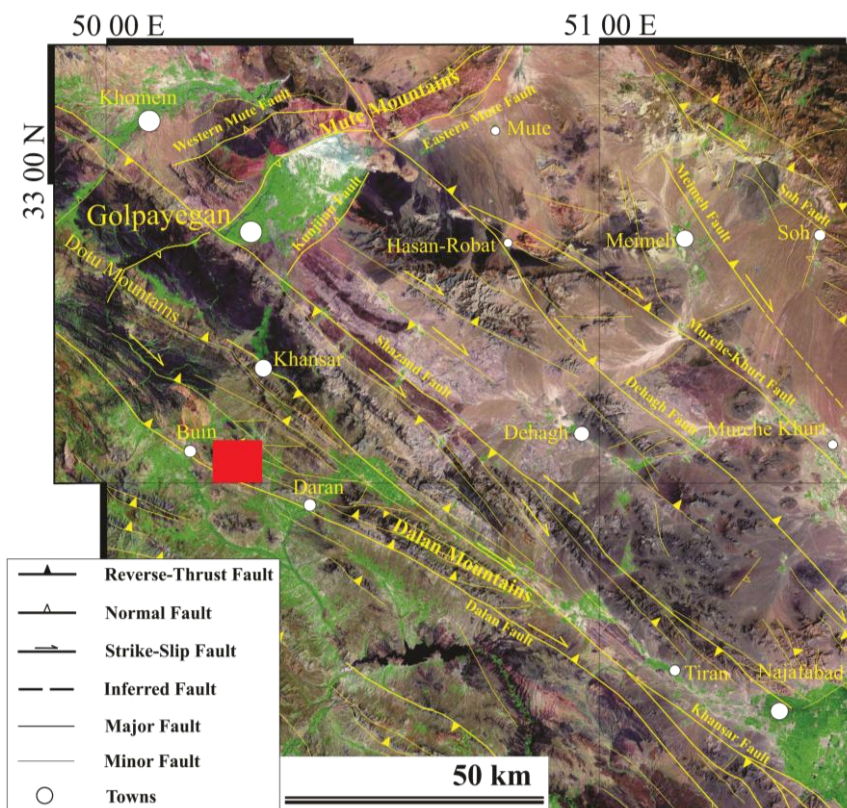 50 00 E
51 00 E
33 00 N
Khomein
Western Mute Fault
Mute Mountains
Eastern Mute Fault
Mute
Golpayegan
Kunjijan Fault
Hasan-Robat
Meimeh
Meimeh Fault
Soh Fault
Soh
Mountains
Khansar
Shazand Fault
Murche-Khurt Fault
Dehagh Fault
Buin
Dehagh
Murche Khurt
Daran
Dalan Mountains
Dalan Fault
Tiran
Najafabad
Khansar Fault
Reverse-Thrust Fault
Normal Fault
Strike-Slip Fault
Inferred Fault
Major Fault
Minor Fault
Towns
50 km